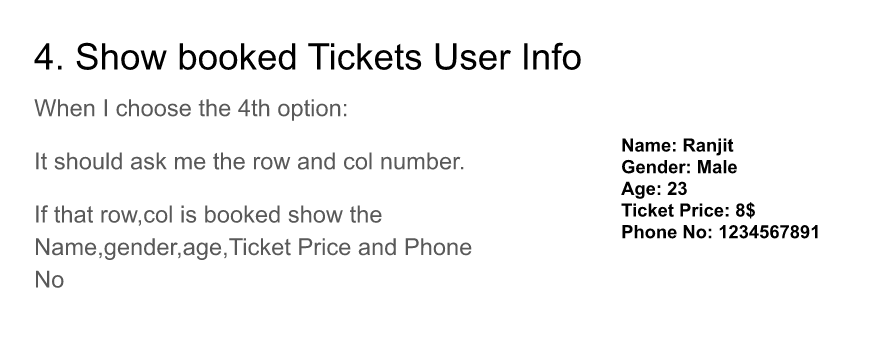 4. Show booked Tickets User Info
When I choose the 4th option:
It should ask me the row and col number.
If that row,col is booked show the
Name,gender,age,Ticket Price and Phone
No
Name: Ranjit
Gender: Male
Age: 23
Ticket Price: 8$
Phone No: 1234567891